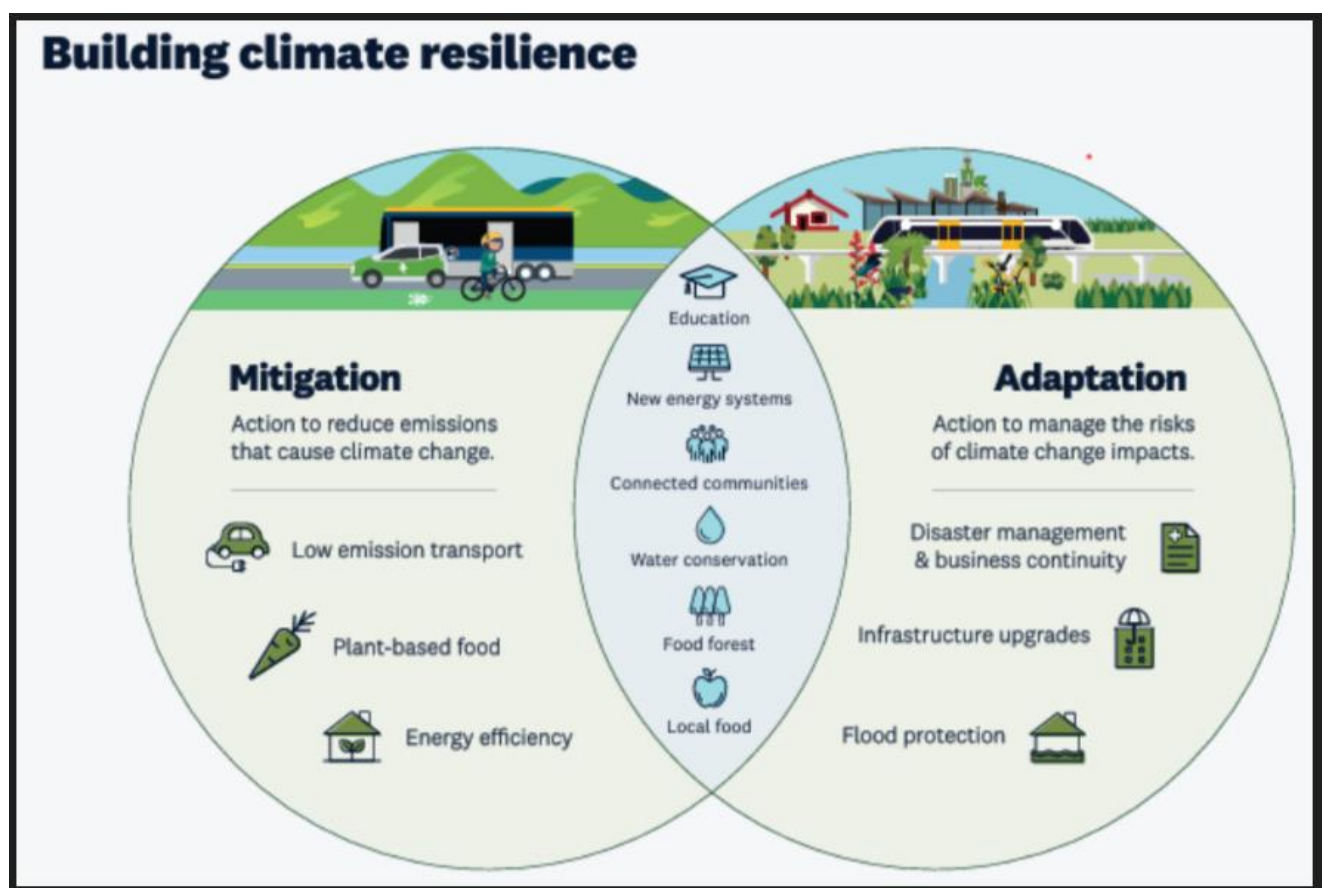 Building climate resilience
Mitigation
Action to reduce emissions
that cause climate change.
Low emission transport
Plant-based food
Energy efficiency
Education
New energy systems
Connected communities
Water conservation
Food forest
Local food
Adaptation
Action to manage the risks
of climate change impacts.
Disaster management
& business continuity
Infrastructure upgrades
Flood protection